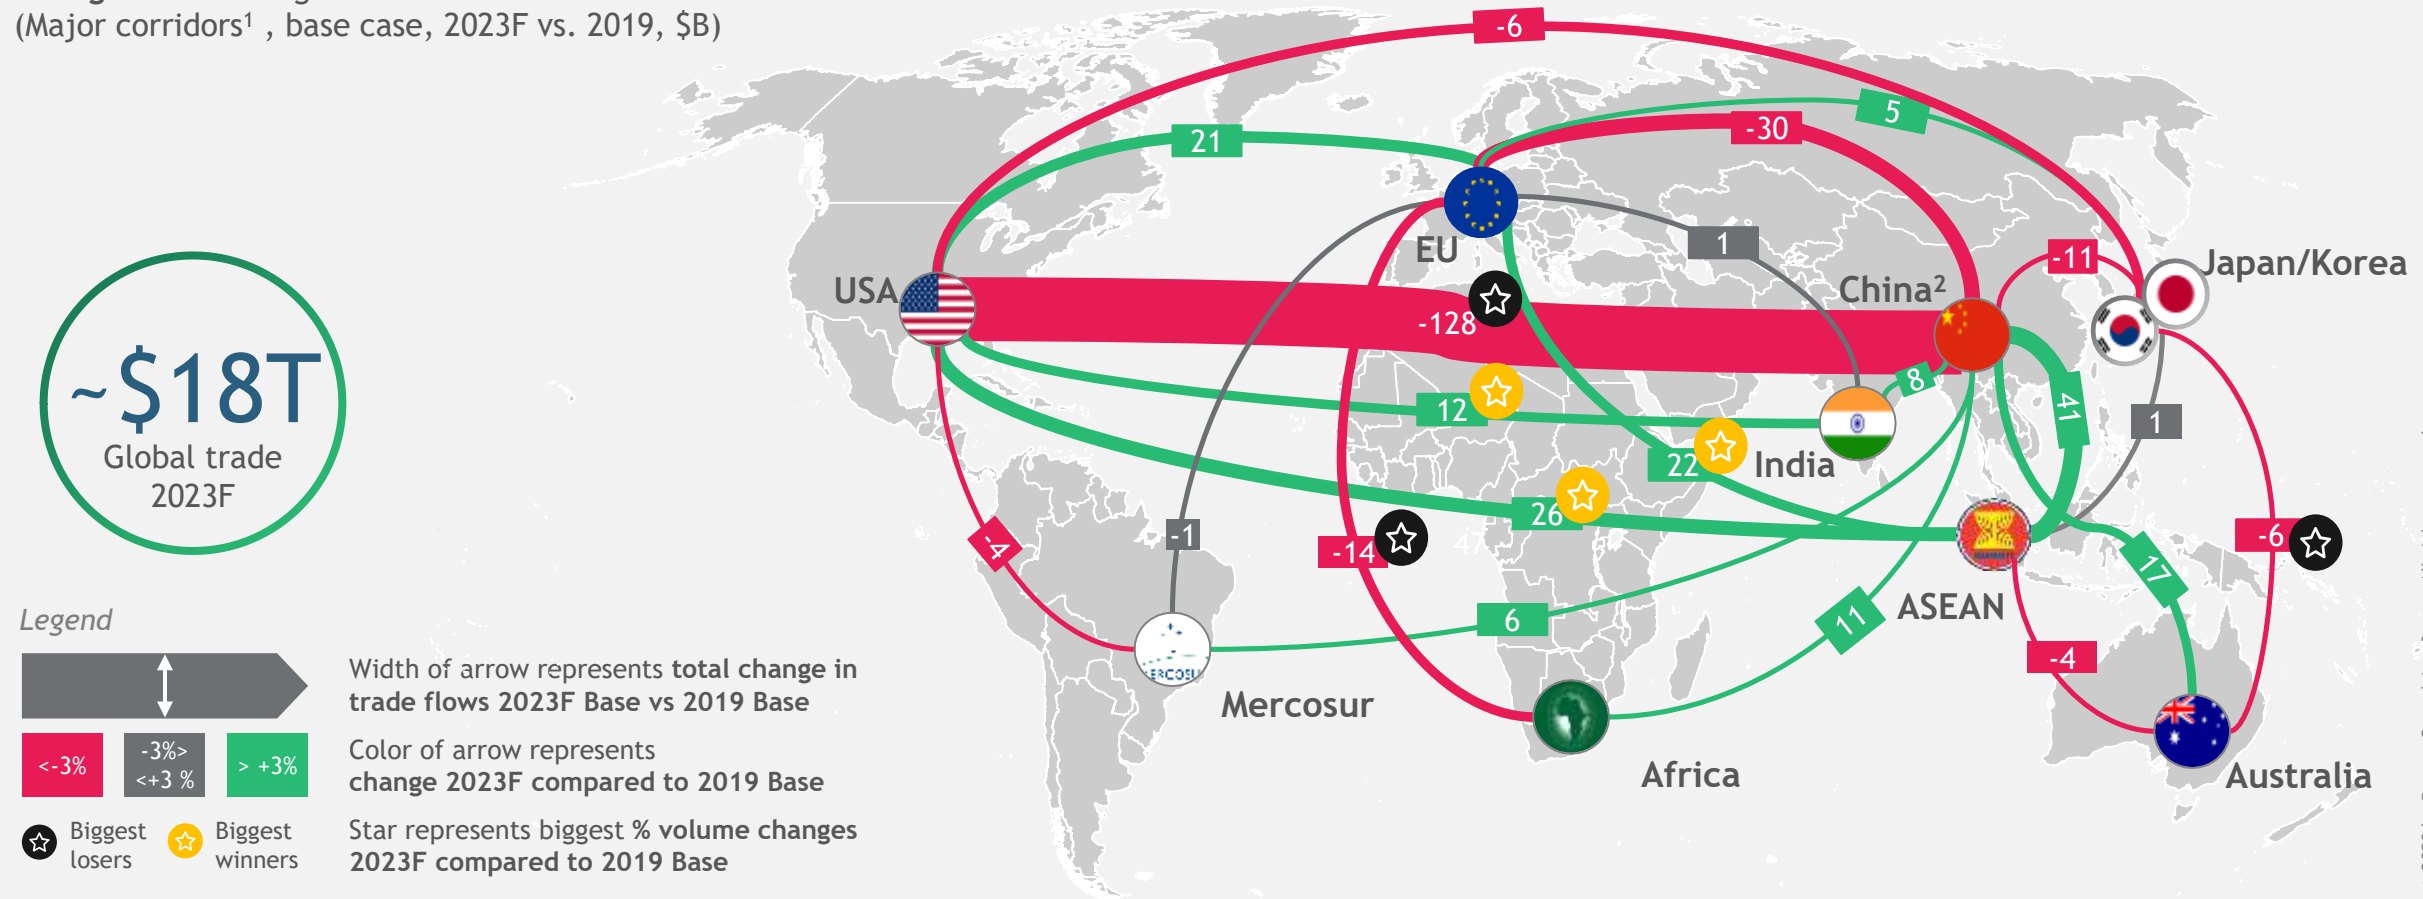 (Major corridors¹ , base case, 2023F vs. 2019, $B)
-6
5
21
-30
1
-11
EU
Japan/Korea
USA
China²
-128
~$18T
Global trade
2023F
8
12
41
1
22
India
26
47
-14
-1
-4
-6
17
ASEAN
6
11
-4
Mercosur
Africa
Australia
Legend
Width of arrow represents total change in
trade flows 2023F Base vs 2019 Base
<-3%
-3%>
<+3 %
> +3%
Color of arrow represents
change 2023F compared to 2019 Base
Biggest
losers
Biggest
winners
Star represents biggest % volume changes
2023F compared to 2019 Base